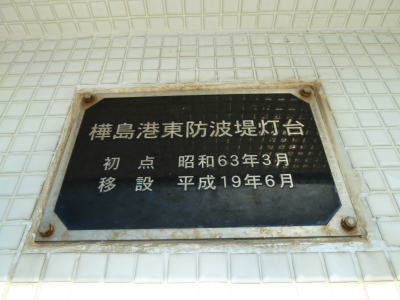 樺島港東防波堤灯台
初点 昭和63年3月
移設 平成19年6月